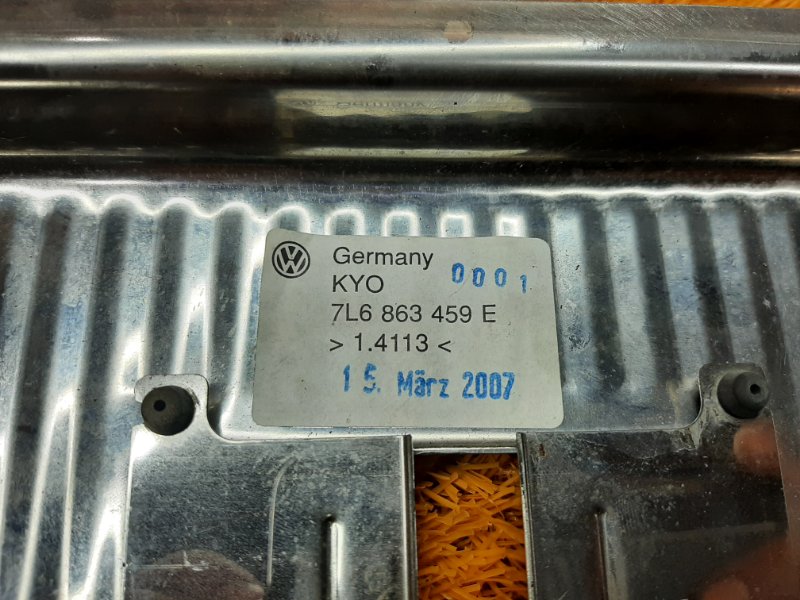 Germany
KYO 0001
7L6 863 459 E
> 1.4113 <
15. März 2007